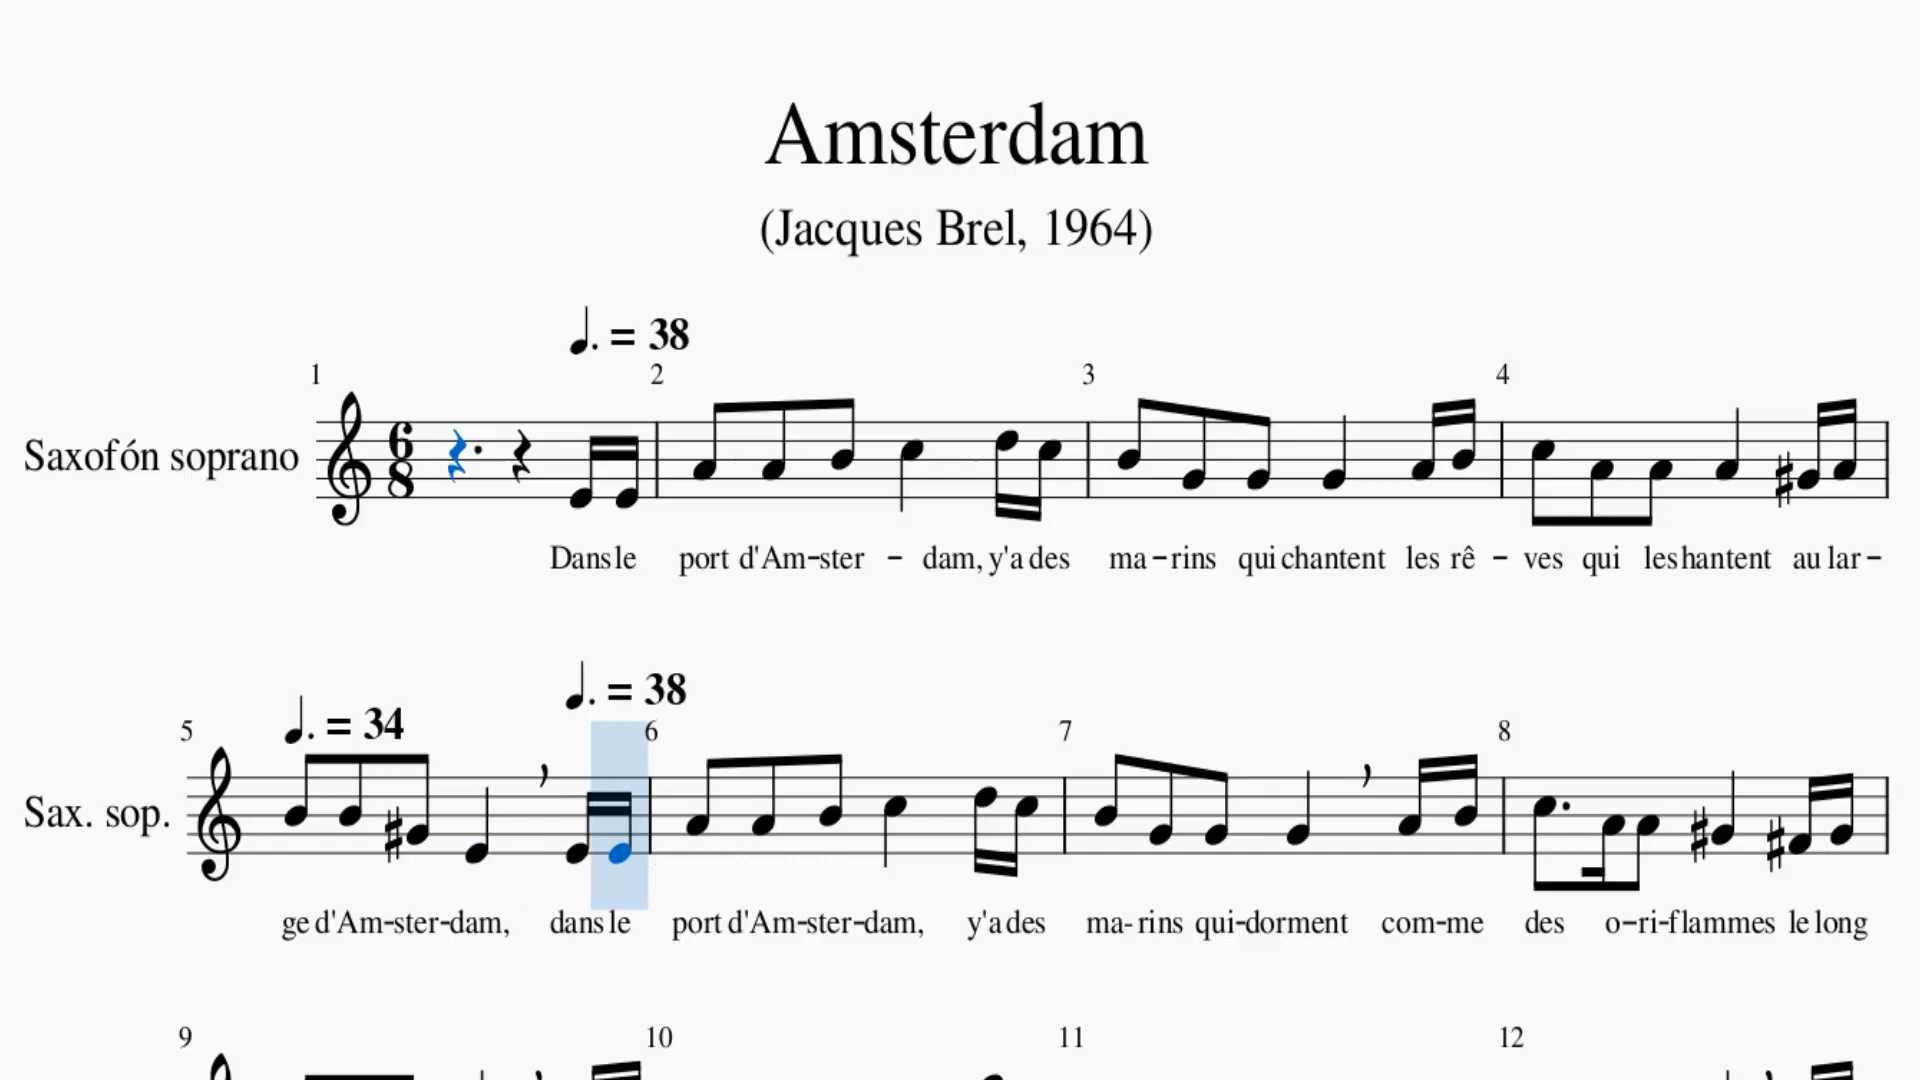 Amsterdam
(Jacques Brel, 1964)
♩. = 38
1 2 3 4
Saxofón soprano
6
8
Dans le port d'Am-ster - dam, y'a des ma-rins qui chantent les rê - ves qui les hantent au lar-
♩. = 34 ♩. = 38
5 6 7 8
Sax. sop.
ge d'Am-ster-dam, dans le port d'Am-ster-dam, y'a des ma-rins qui-dorment com-me des o-ri-flammes le long
9 10 11 12